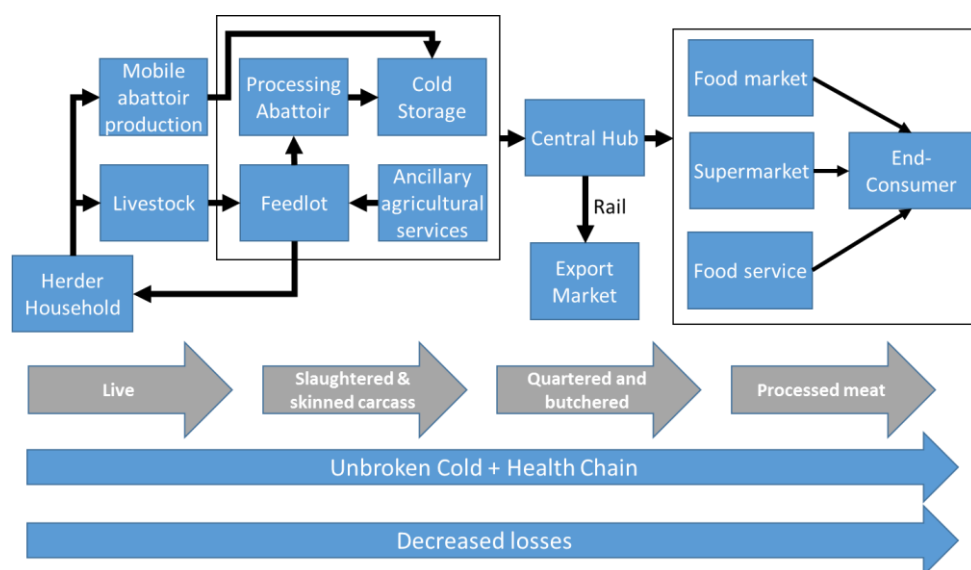 Mobile
abattoir
production
Processing
Abattoir
Cold
Storage
Livestock
Feedlot
Ancillary
agricultural
services
Herder
Household
Central Hub
Rail
Export
Market
Food market
Supermarket
Food service
End-
Consumer
Live
Slaughtered &
skinned carcass
Quartered and
butchered
Processed meat
Unbroken Cold + Health Chain
Decreased losses